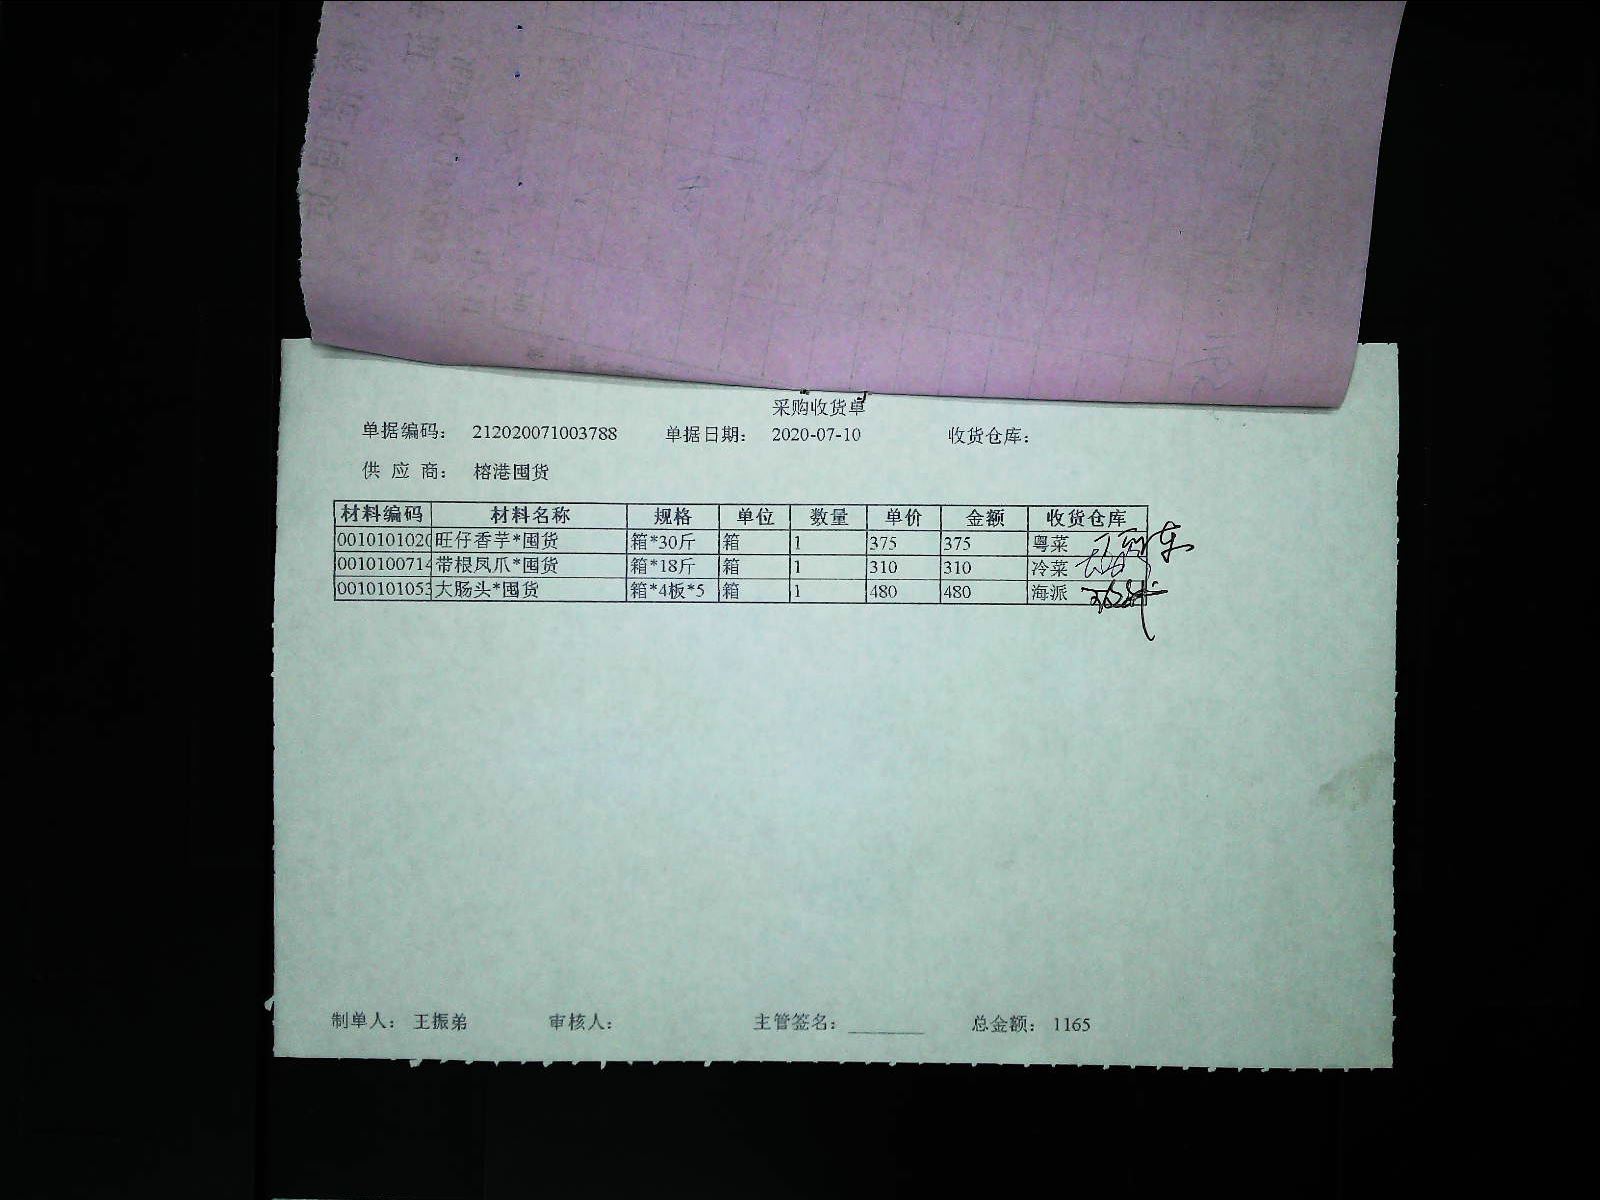 采购收货单
单据编码： 212020071003788 单据日期： 2020-07-10 收货仓库：
供 应 商： 榕港囤货
材料编码 材料名称 规格 单位 数量 单价 金额 收货仓库
0010101020 旺仔香芋*囤货 箱*30斤 箱 1 375 375 粤菜
0010100714 带根凤爪*囤货 箱*18斤 箱 1 310 310 冷菜
0010101053 大肠头*囤货 箱*4板*5 箱 1 480 480 海派
制单人： 王振弟 审核人： 主管签名： 总金额： 1165